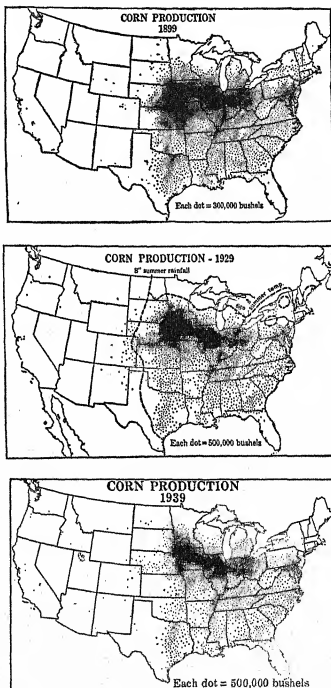 CORN PRODUCTION
1899
Each dot = 300,000 bushels
CORN PRODUCTION - 1929
8" summer rainfall
summer temp.
Each dot = 500,000 bushels
CORN PRODUCTION
1939
Each dot = 500,000 bushels